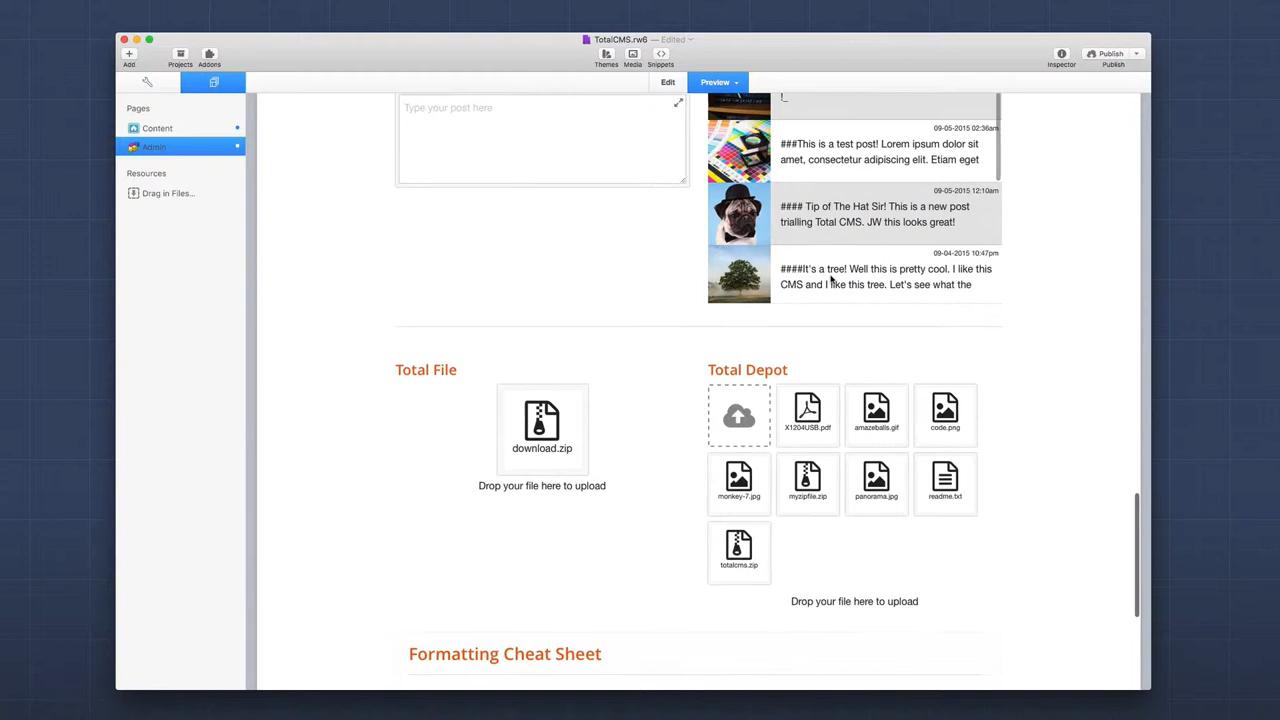 TotalCMS.rw6 — Edited
Add
Projects
Addons
Themes
Media
Snippets
Inspector
Publish
Publish
Edit
Preview
Pages
Content
Admin
Resources
Drag in Files...
Type your post here
!_
09-05-2015 02:36am
###This is a test post! Lorem ipsum dolor sit
amet, consectetur adipiscing elit. Etiam eget
09-05-2015 12:10am
#### Tip of The Hat Sir! This is a new post
trialling Total CMS. JW this looks great!
09-04-2015 10:47pm
####It's a tree! Well this is pretty cool. I like this
CMS and I like this tree. Let's see what the
Total File
download.zip
Drop your file here to upload
Total Depot
X1204USB.pdf
amazeballs.gif
code.png
monkey-7.jpg
myzipfile.zip
panorama.jpg
readme.txt
totalcms.zip
Drop your file here to upload
Formatting Cheat Sheet